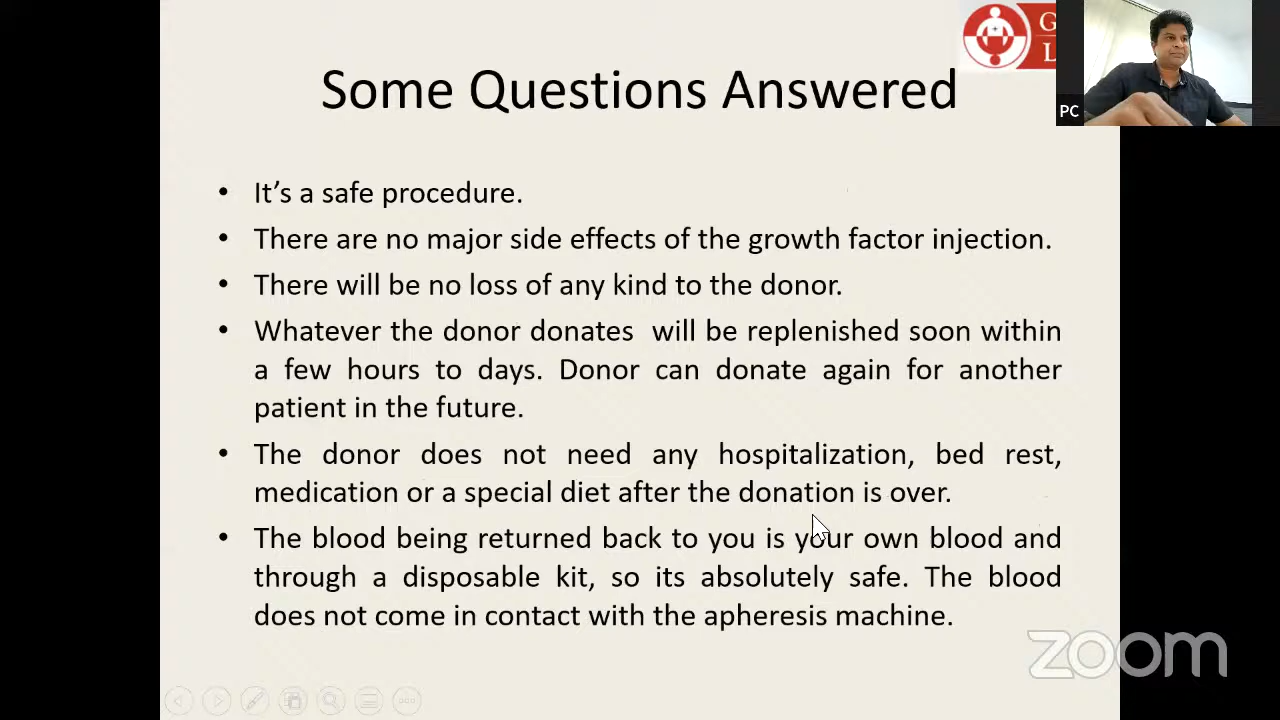 Some Questions Answered
G
L
PC
• It’s a safe procedure.
• There are no major side effects of the growth factor injection.
• There will be no loss of any kind to the donor.
• Whatever the donor donates will be replenished soon within
a few hours to days. Donor can donate again for another
patient in the future.
• The donor does not need any hospitalization, bed rest,
medication or a special diet after the donation is over.
• The blood being returned back to you is your own blood and
through a disposable kit, so its absolutely safe. The blood
does not come in contact with the apheresis machine.
zoom